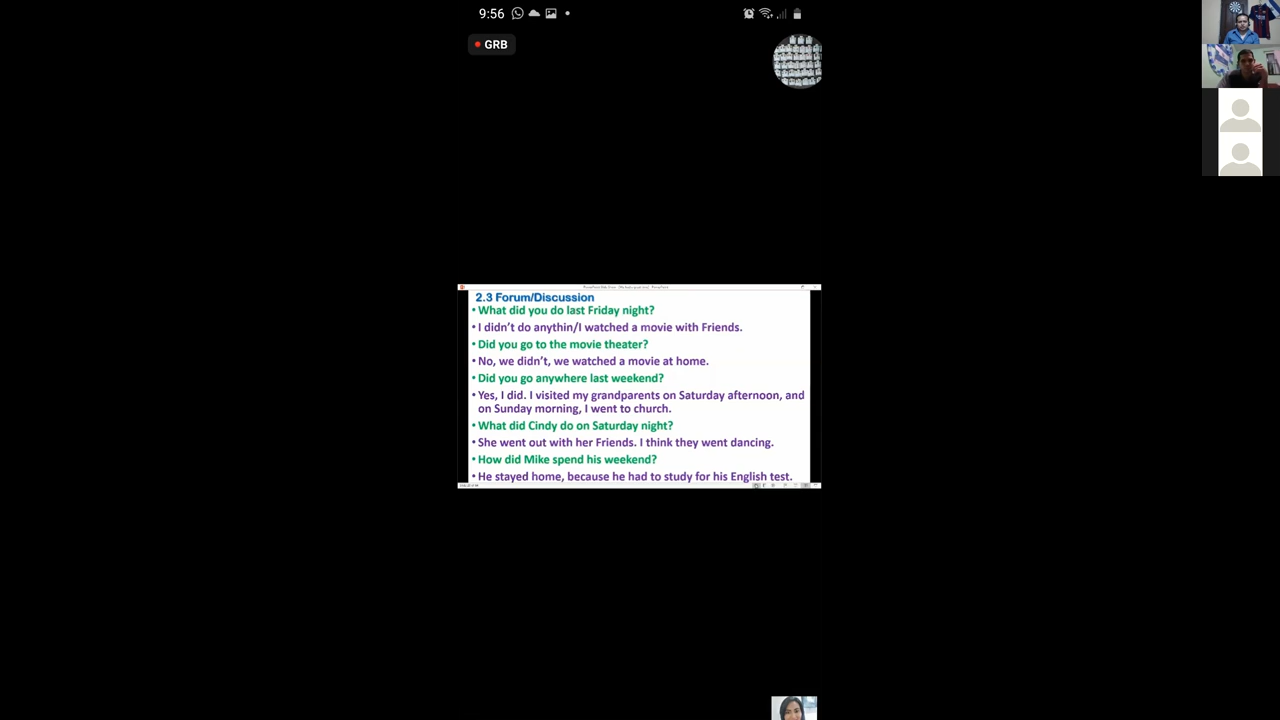 9:56
GRB
2.3 Forum/Discussion
• What did you do last Friday night?
• I didn't do anythin/I watched a movie with Friends.
• Did you go to the movie theater?
• No, we didn't, we watched a movie at home.
• Did you go anywhere last weekend?
• Yes, I did. I visited my grandparents on Saturday afternoon, and
on Sunday morning, I went to church.
• What did Cindy do on Saturday night?
• She went out with her Friends. I think they went dancing.
• How did Mike spend his weekend?
• He stayed home, because he had to study for his English test.